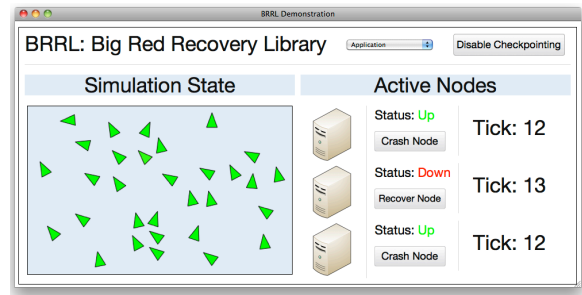 BRRL Demonstration
BRRL: Big Red Recovery Library
Application
Disable Checkpointing
Simulation State
Active Nodes
Status: Up
Crash Node
Tick: 12
Status: Down
Recover Node
Tick: 13
Status: Up
Crash Node
Tick: 12